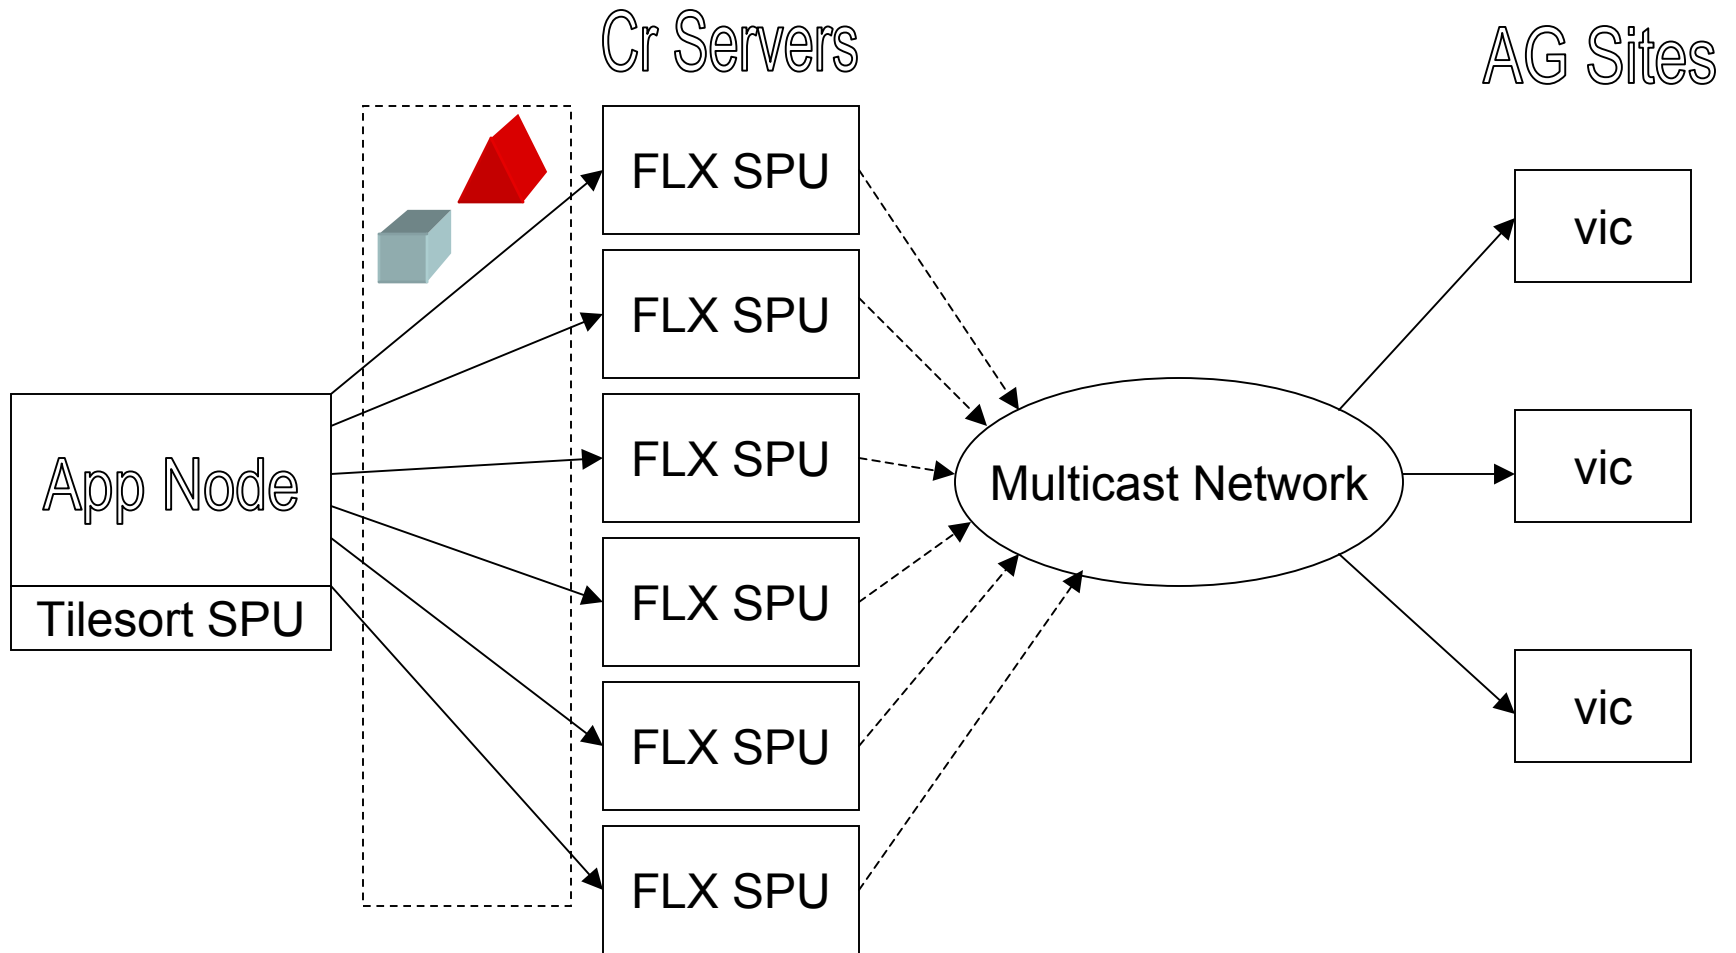 Cr Servers
AG Sites
FLX SPU
FLX SPU
FLX SPU
FLX SPU
FLX SPU
FLX SPU
App Node
Tilesort SPU
Multicast Network
vic
vic
vic